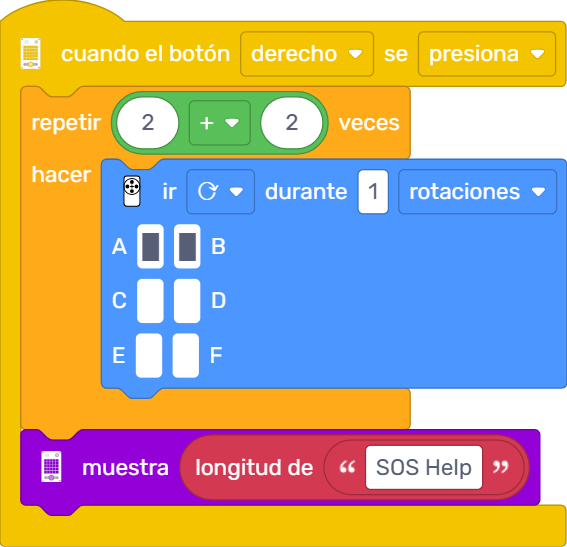 cuando el botón derecho se presiona
repetir 2 + 2 veces
hacer
ir durante 1 rotaciones
A B
C D
E F
muestra longitud de “ SOS Help ”